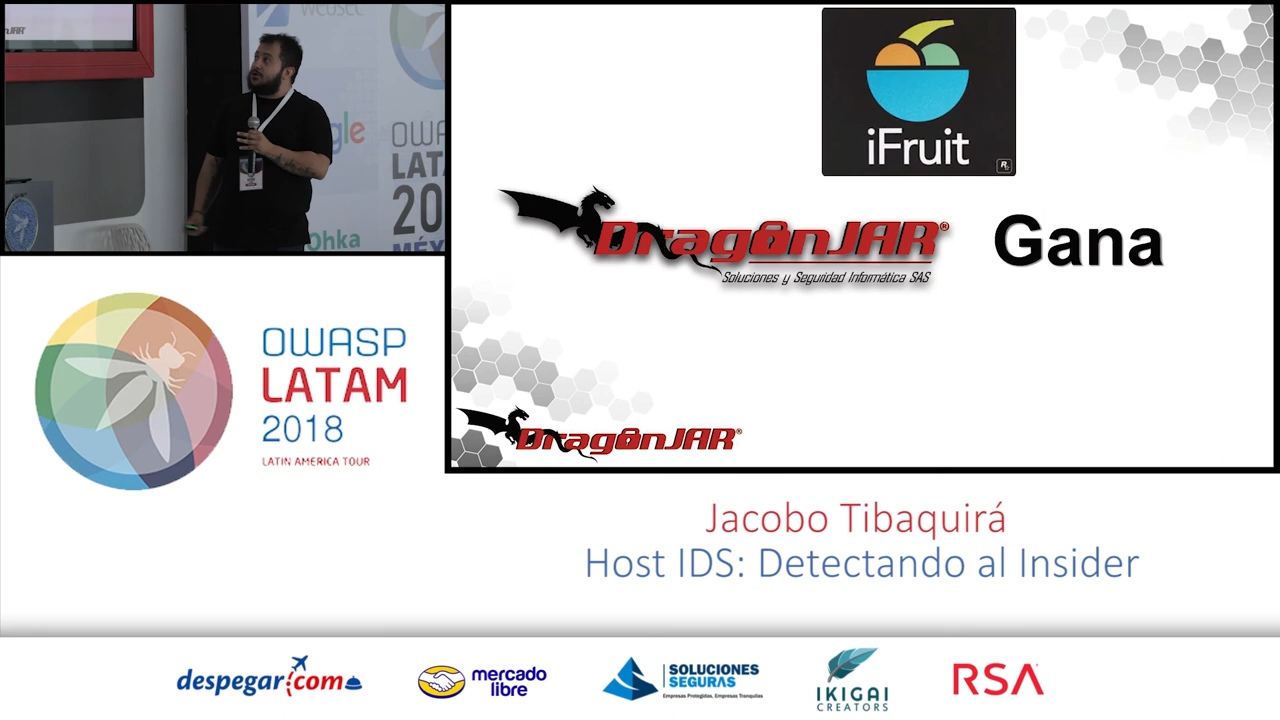 OWASP
LATAM
2018
LATIN AMERICA TOUR
iFruit
R
DragonJAR®
Soluciones y Seguridad Informática SAS
Gana
DragonJAR®
Jacobo Tibaquirá
Host IDS: Detectando al Insider
despegar.com
mercado
libre
SOLUCIONES
SEGURAS
Empresas Protegidas, Empresas Tranquilas
IKIGAI
CREATORS
RSA